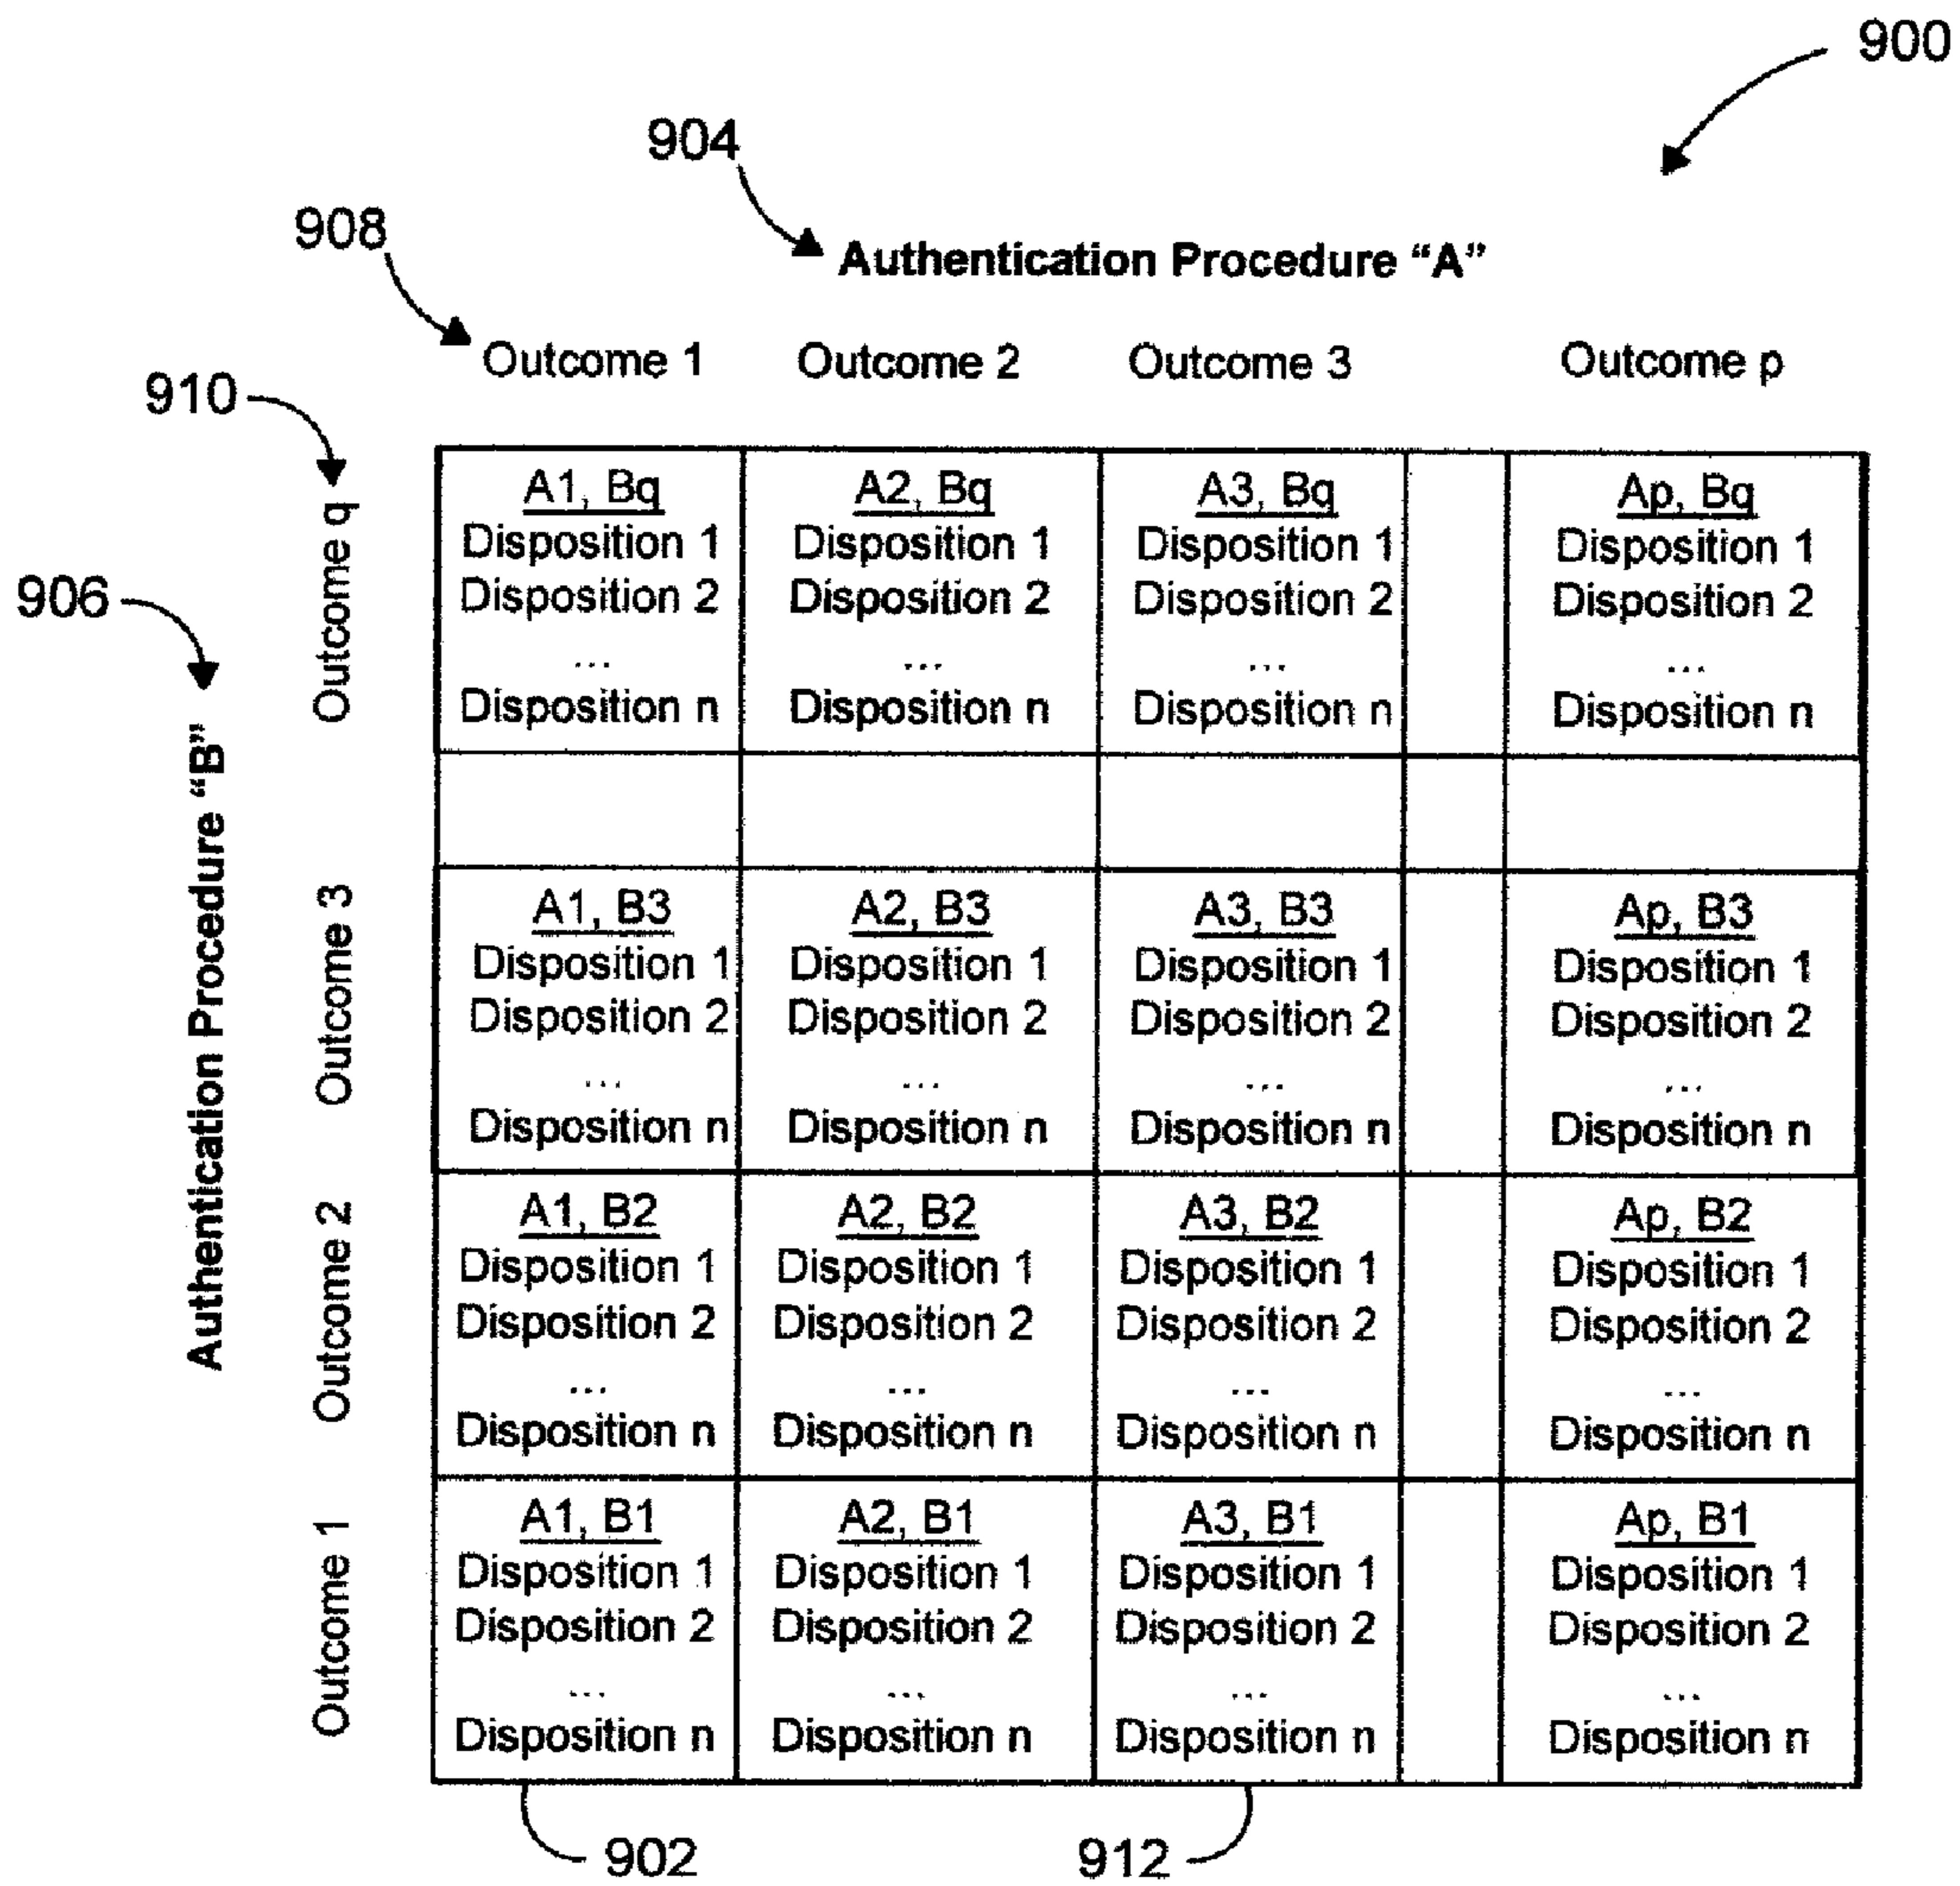 900
904
908
Authentication Procedure “A”
Outcome 1 Outcome 2 Outcome 3 Outcome p
910
906
Authentication Procedure “B”
Outcome q
A1, Bq A2, Bq A3, Bq Ap, Bq
Disposition 1 Disposition 1 Disposition 1 Disposition 1
Disposition 2 Disposition 2 Disposition 2 Disposition 2
... ... ... ...
Disposition n Disposition n Disposition n Disposition n
Outcome 3
A1, B3 A2, B3 A3, B3 Ap, B3
Disposition 1 Disposition 1 Disposition 1 Disposition 1
Disposition 2 Disposition 2 Disposition 2 Disposition 2
... ... ... ...
Disposition n Disposition n Disposition n Disposition n
Outcome 2
A1, B2 A2, B2 A3, B2 Ap, B2
Disposition 1 Disposition 1 Disposition 1 Disposition 1
Disposition 2 Disposition 2 Disposition 2 Disposition 2
... ... ... ...
Disposition n Disposition n Disposition n Disposition n
Outcome 1
A1, B1 A2, B1 A3, B1 Ap, B1
Disposition 1 Disposition 1 Disposition 1 Disposition 1
Disposition 2 Disposition 2 Disposition 2 Disposition 2
... ... ... ...
Disposition n Disposition n Disposition n Disposition n
902 912